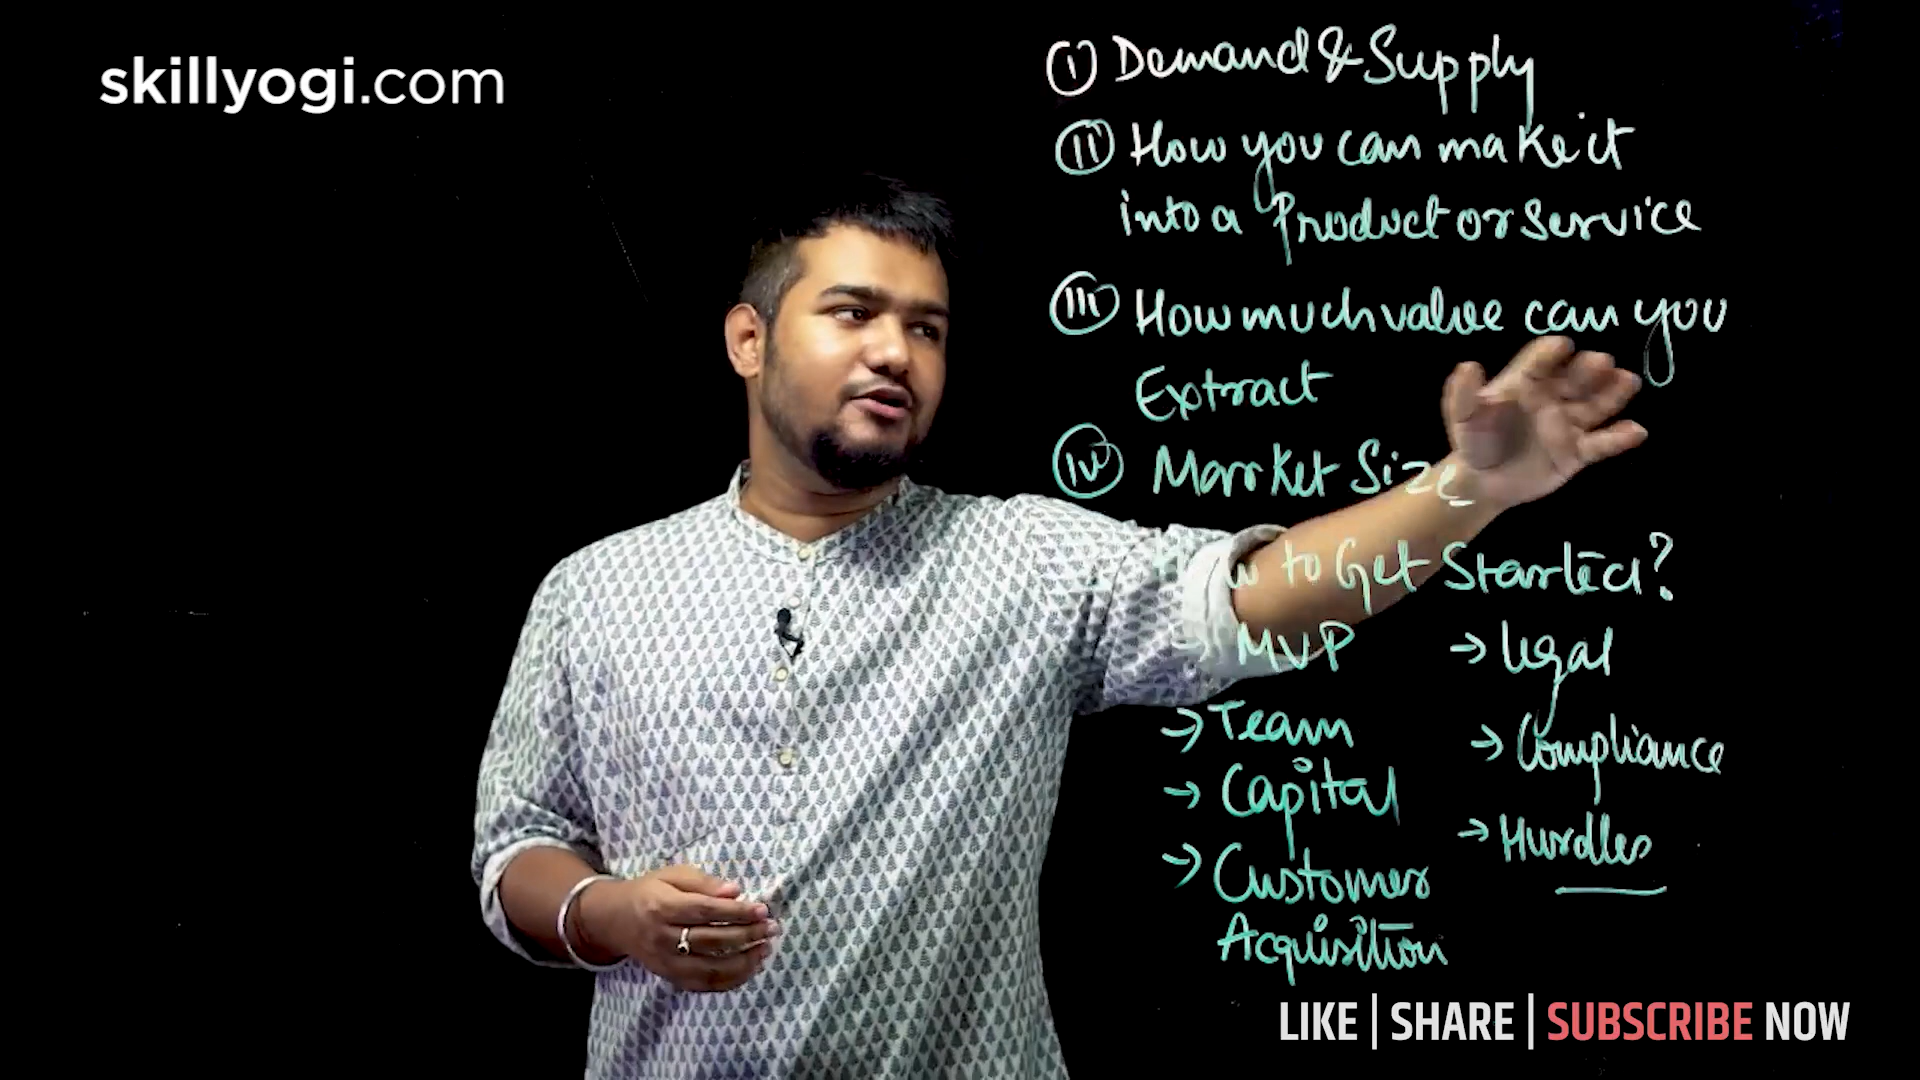 skillyogi.com
(i) Demand & Supply
(ii) How you can make it
into a Product or Service
(iii) How much value can you
Extract
(iv) Market Size
How to Get Started?
→ MVP
→ Team
→ Capital
→ Customer
Acquisition
→ Legal
→ Compliance
→ Hurdles
LIKE | SHARE | SUBSCRIBE NOW